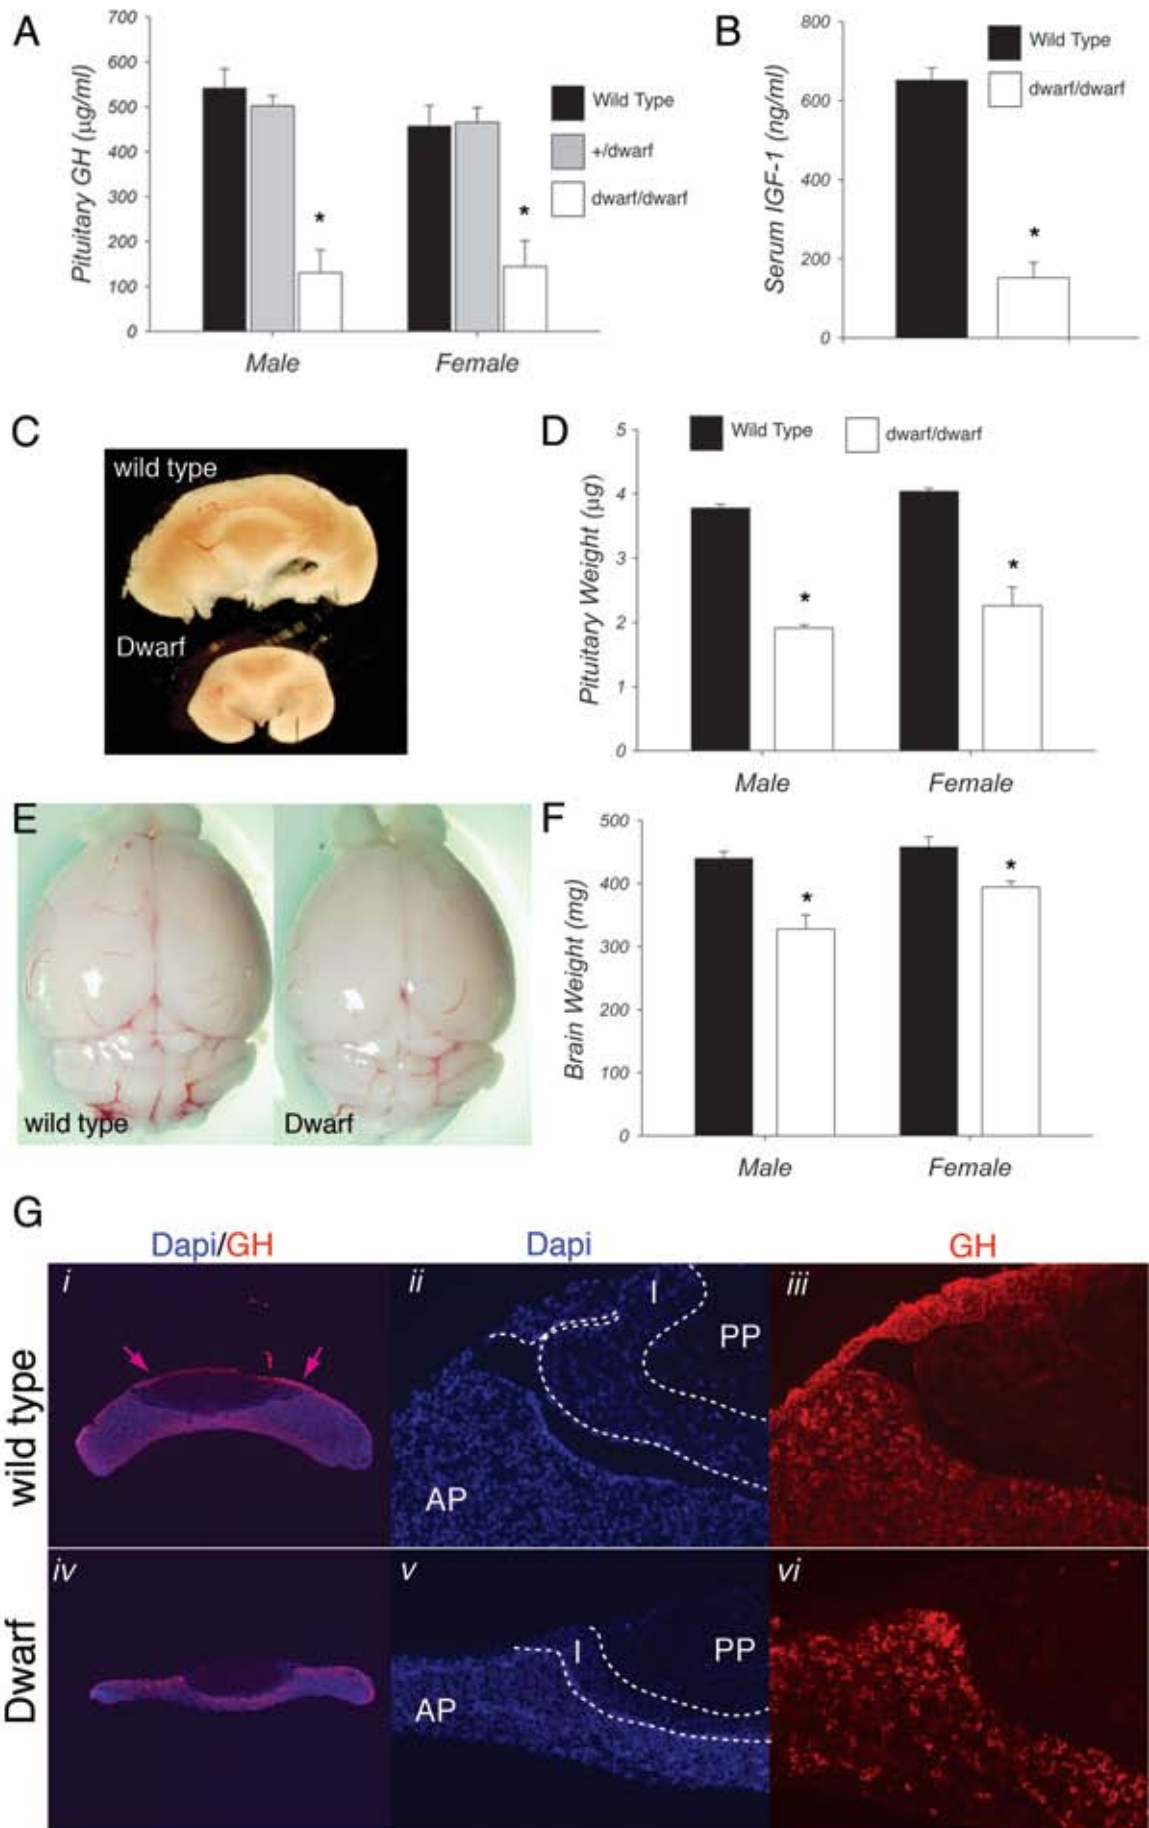 A
Pituitary GH (µg/ml)
700
600
500
400
300
200
100
0
Male
Female
Wild Type
+/dwarf
dwarf/dwarf
*
*
B
Serum IGF-1 (ng/ml)
800
600
400
200
0
Wild Type
dwarf/dwarf
*
C
wild type
Dwarf
D
Pituitary Weight (µg)
5
4
3
2
1
0
Wild Type
dwarf/dwarf
*
*
Male
Female
E
wild type
Dwarf
F
Brain Weight (mg)
500
400
300
200
100
0
*
*
Male
Female
G
Dapi/GH
Dapi
GH
wild type
i
ii
I
PP
AP
iii
Dwarf
iv
v
I
PP
AP
vi